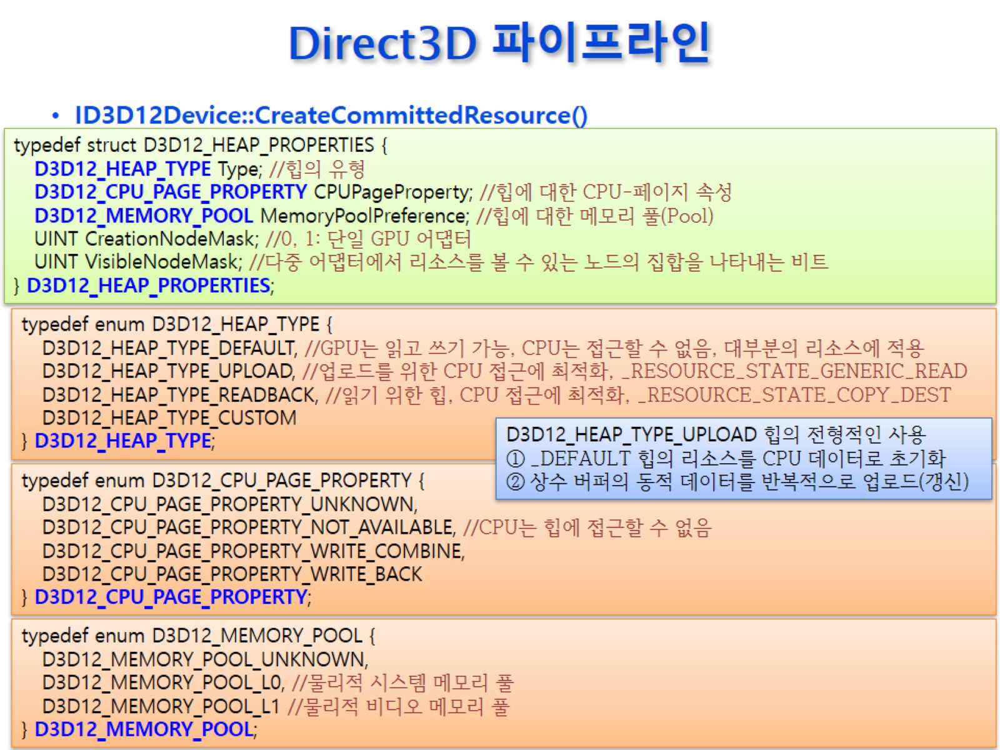 Direct3D 파이프라인
• ID3D12Device::CreateCommittedResource()
typedef struct D3D12_HEAP_PROPERTIES {
D3D12_HEAP_TYPE Type; //힙의 유형
D3D12_CPU_PAGE_PROPERTY CPUPageProperty; //힙에 대한 CPU-페이지 속성
D3D12_MEMORY_POOL MemoryPoolPreference; //힙에 대한 메모리 풀(Pool)
UINT CreationNodeMask; //0, 1: 단일 GPU 어댑터
UINT VisibleNodeMask; //다중 어댑터에서 리소스를 볼 수 있는 노드의 집합을 나타내는 비트
} D3D12_HEAP_PROPERTIES;
typedef enum D3D12_HEAP_TYPE {
D3D12_HEAP_TYPE_DEFAULT, //GPU는 읽고 쓰기 가능, CPU는 접근할 수 없음, 대부분의 리소스에 적용
D3D12_HEAP_TYPE_UPLOAD, //업로드를 위한 CPU 접근에 최적화, _RESOURCE_STATE_GENERIC_READ
D3D12_HEAP_TYPE_READBACK, //읽기 위한 힙, CPU 접근에 최적화, _RESOURCE_STATE_COPY_DEST
D3D12_HEAP_TYPE_CUSTOM
} D3D12_HEAP_TYPE;
D3D12_HEAP_TYPE_UPLOAD 힙의 전형적인 사용
① _DEFAULT 힙의 리소스를 CPU 데이터로 초기화
② 상수 버퍼의 동적 데이터를 반복적으로 업로드(갱신)
typedef enum D3D12_CPU_PAGE_PROPERTY {
D3D12_CPU_PAGE_PROPERTY_UNKNOWN,
D3D12_CPU_PAGE_PROPERTY_NOT_AVAILABLE, //CPU는 힙에 접근할 수 없음
D3D12_CPU_PAGE_PROPERTY_WRITE_COMBINE,
D3D12_CPU_PAGE_PROPERTY_WRITE_BACK
} D3D12_CPU_PAGE_PROPERTY;
typedef enum D3D12_MEMORY_POOL {
D3D12_MEMORY_POOL_UNKNOWN,
D3D12_MEMORY_POOL_L0, //물리적 시스템 메모리 풀
D3D12_MEMORY_POOL_L1 //물리적 비디오 메모리 풀
} D3D12_MEMORY_POOL;